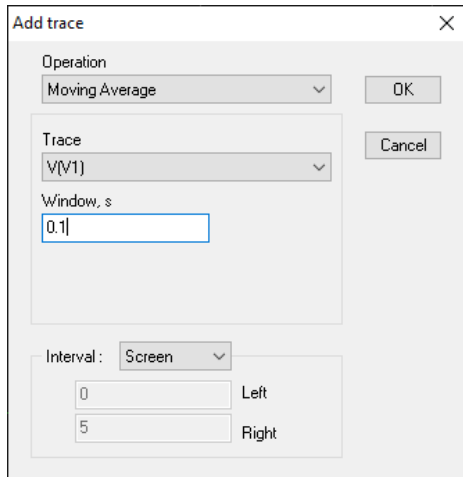 Add trace
Operation
Moving Average
OK
Trace
Cancel
V(V1)
Window, s
0.1
Interval : Screen
0 Left
5 Right